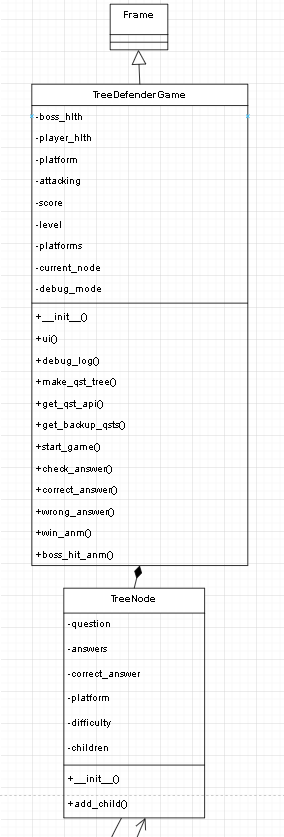 Frame
TreeDefenderGame
-boss_hlth
-player_hlth
-platform
-attacking
-score
-level
-platforms
-current_node
-debug_mode
+__init__()
+ui()
+debug_log()
+make_qst_tree()
+get_qst_api()
+get_backup_qsts()
+start_game()
+check_answer()
+correct_answer()
+wrong_answer()
+win_anm()
+boss_hit_anm()
TreeNode
-question
-answers
-correct_answer
-platform
-difficulty
-children
+__init__()
+add_child()